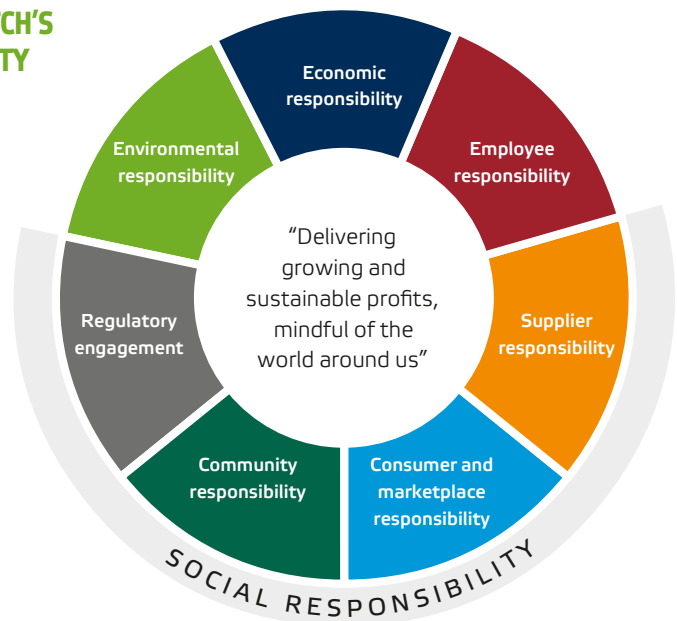 TCH'S
TY
Economic
responsibility
Employee
responsibility
Supplier
responsibility
Consumer and
marketplace
responsibility
Community
responsibility
Regulatory
engagement
Environmental
responsibility
“Delivering
growing and
sustainable profits,
mindful of the
world around us”
SOCIAL RESPONSIBILITY